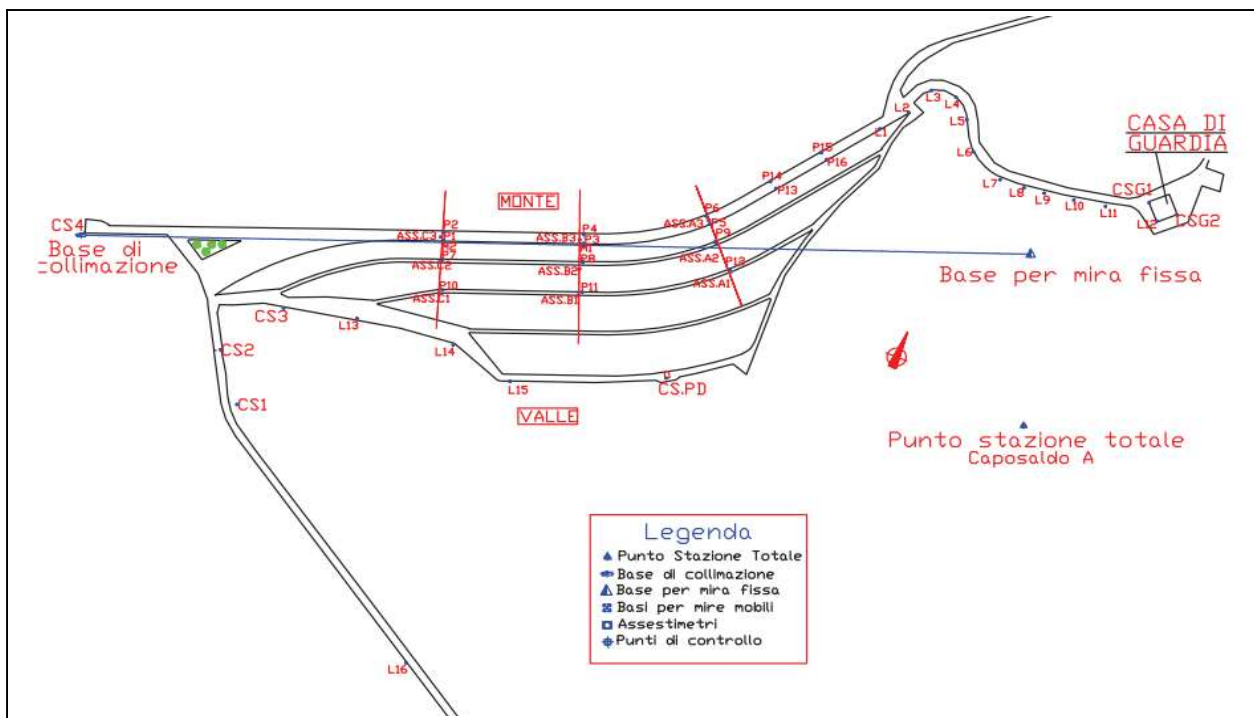 L3
L4
L2
L5
CASA DI
GUARDIA
L1
P15
L6
P16
P14
P13
L7
L8
L9
L10
L11
CSG1
L2
CSG2
MONTE
P2
P4
P6
CS4
ASS.C3
P1
ASS.B3
P3
ASS.A3
P5
P9
Base di
collimazione
M2
M1
P7
ASS.C2
P8
ASS.B2
ASS.A2
P12
ASS.A1
Base per mira fissa
P10
ASS.C1
P11
ASS.B1
CS3
L13
CS2
L14
L15
CS.PD
CS1
VALLE
Punto stazione totale
Caposaldo A
L16
Legenda
Punto Stazione Totale
Base di collimazione
Base per mira fissa
Basi per mire mobili
Assestimetri
Punti di controllo